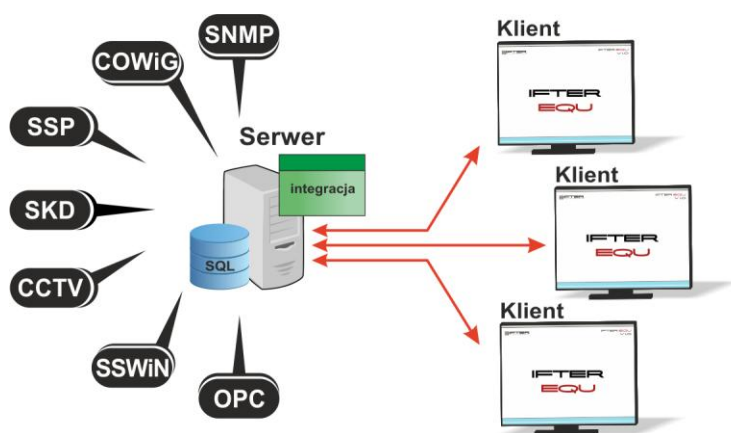 SNMP
COWiG
SSP
SKD
CCTV
SSWiN
OPC
Serwer
integracja
SQL
Klient
IFTER
EQU
Klient
IFTER
EQU
Klient
IFTER
EQU